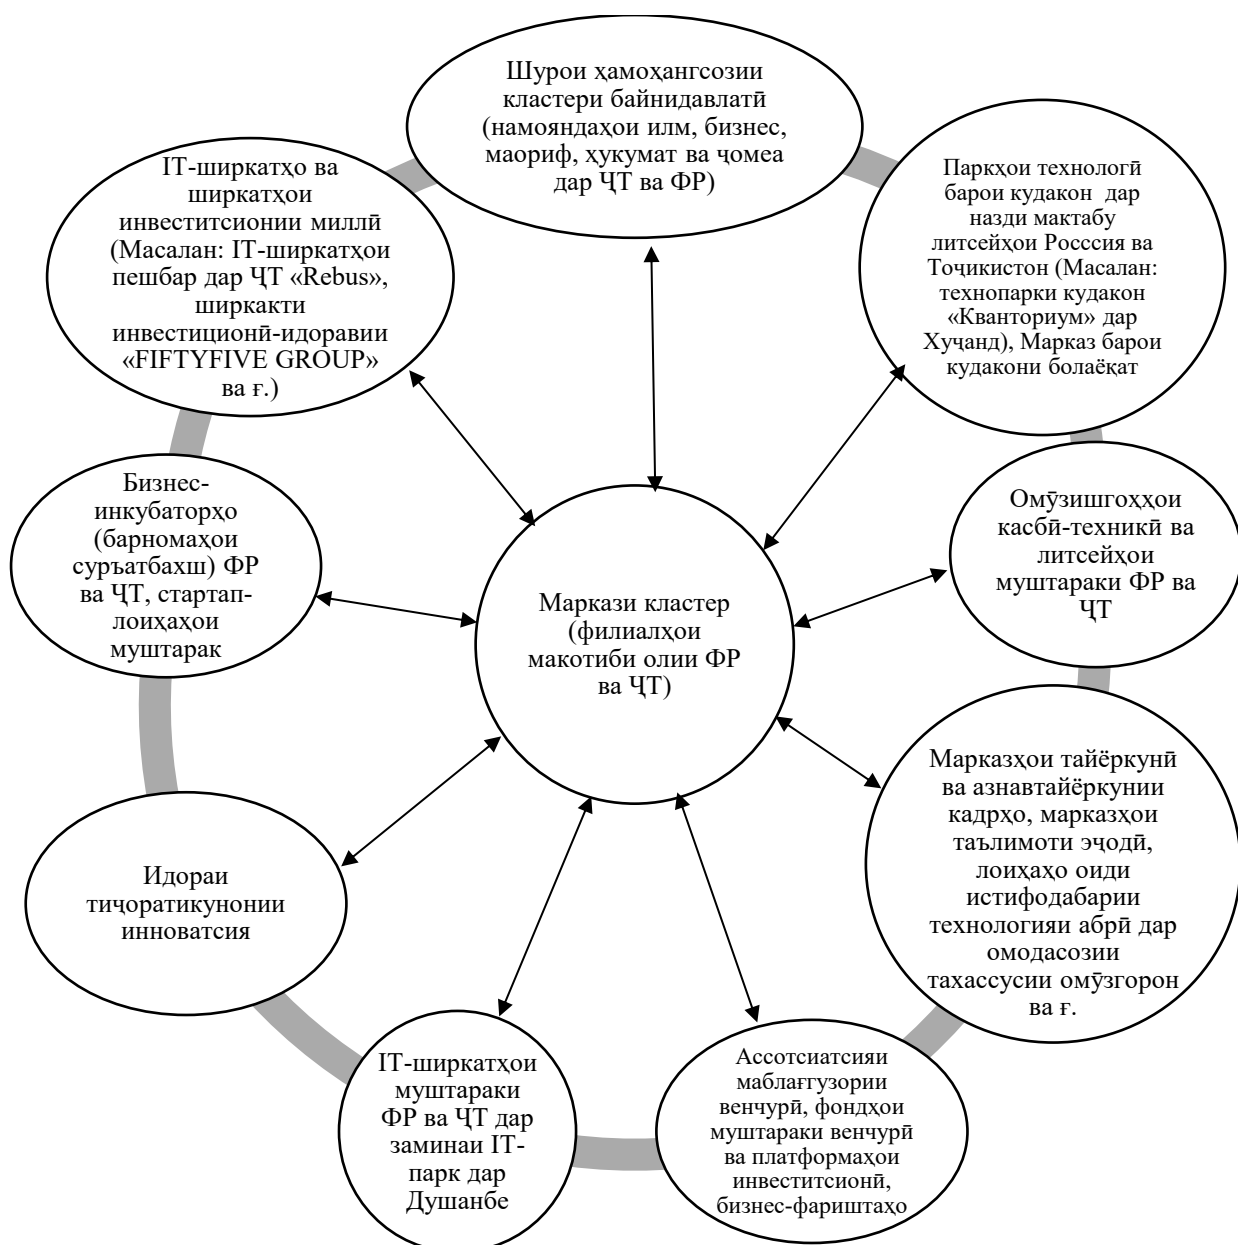 Шурои ҳамоҳангсозии
кластери байнидавлатӣ
(намояндаҳои илм, бизнес,
маориф, ҳукумат ва ҷомеа
дар ҶТ ва ФР)
Паркҳои технологӣ
барои кудакон дар
назди мактабу
литсейҳои Росссия ва
Тоҷикистон (Масалан:
технопарки кудакон
«Кванториум» дар
Хуҷанд), Марказ барои
кудакони болаёқат
Омӯзишгоҳҳои
касбӣ-техникӣ ва
литсейҳои
муштараки ФР ва
ҶТ
Марказҳои тайёркунӣ
ва азнавтайёркунии
кадрҳо, марказҳои
таълимоти эҷодӣ,
лоиҳаҳо оиди
истифодабарии
технологияи абрӣ дар
омодасозии
тахассусии омӯзгорон
ва ғ.
Ассотсиатсияи
маблағгузории
венчурӣ, фондҳои
муштараки венчурӣ
ва платформаҳои
инвеститсионӣ,
бизнес-фариштаҳо
IT-ширкатҳои
муштараки
ФР ва ҶТ дар
заминаи IT-
парк дар
Душанбе
Идораи
тиҷоратикунонии
инноватсия
Бизнес-
инкубаторҳо
(барномаҳои
суръатбахш) ФР
ва ҶТ, стартап-
лоиҳаҳои
муштарак
IT-ширкатҳо ва
ширкатҳои
инвеститсионии миллӣ
(Масалан: IT-ширкатҳои
пешбар дар ҶТ «Rebus»,
ширкакти
инвестиционӣ-идоравии
«FIFTYFIVE GROUP»
ва ғ.)
Маркази кластер
(филиалҳои
макотиби олии ФР
ва ҶТ)